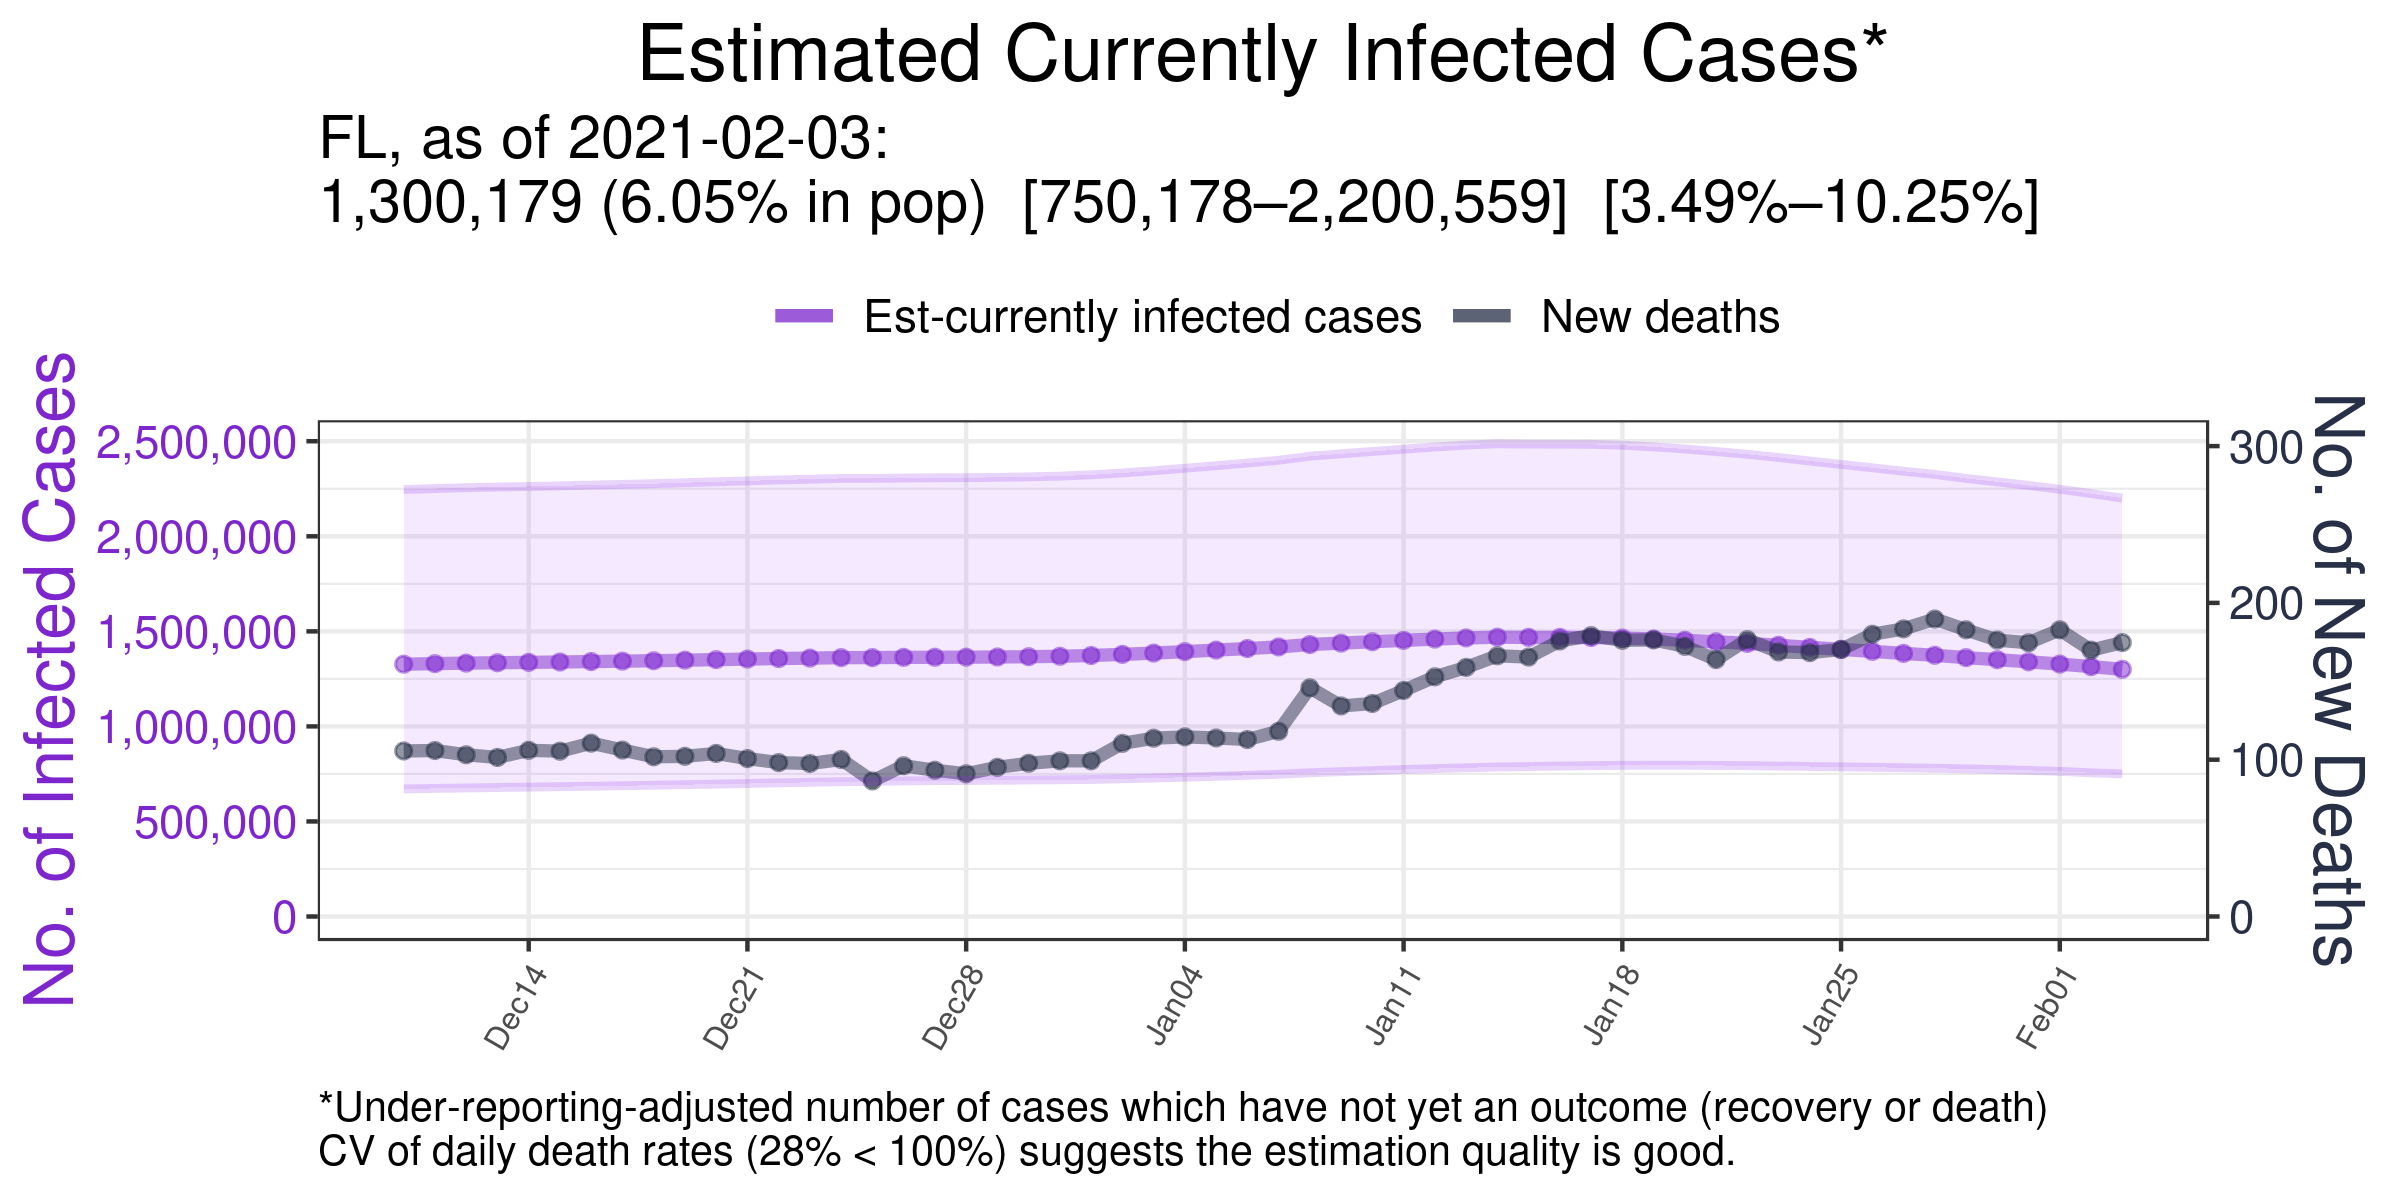 Estimated Currently Infected Cases*
FL, as of 2021-02-03:
1,300,179 (6.05% in pop)  [750,178–2,200,559]  [3.49%–10.25%]
Est-currently infected cases
New deaths
No. of Infected Cases
2,500,000
2,000,000
1,500,000
1,000,000
500,000
0
300
200
100
0
No. of New Deaths
Dec14
Dec21
Dec28
Jan04
Jan11
Jan18
Jan25
Feb01
*Under-reporting-adjusted number of cases which have not yet an outcome (recovery or death)
CV of daily death rates (28% < 100%) suggests the estimation quality is good.